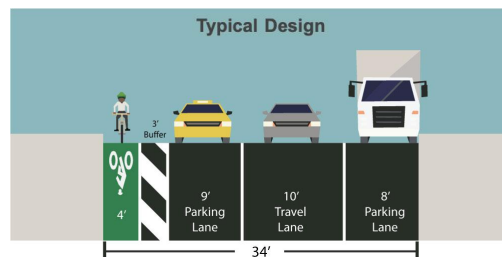 Typical Design
3'
Buffer
4'
9'
Parking
Lane
10'
Travel
Lane
8'
Parking
Lane
34'